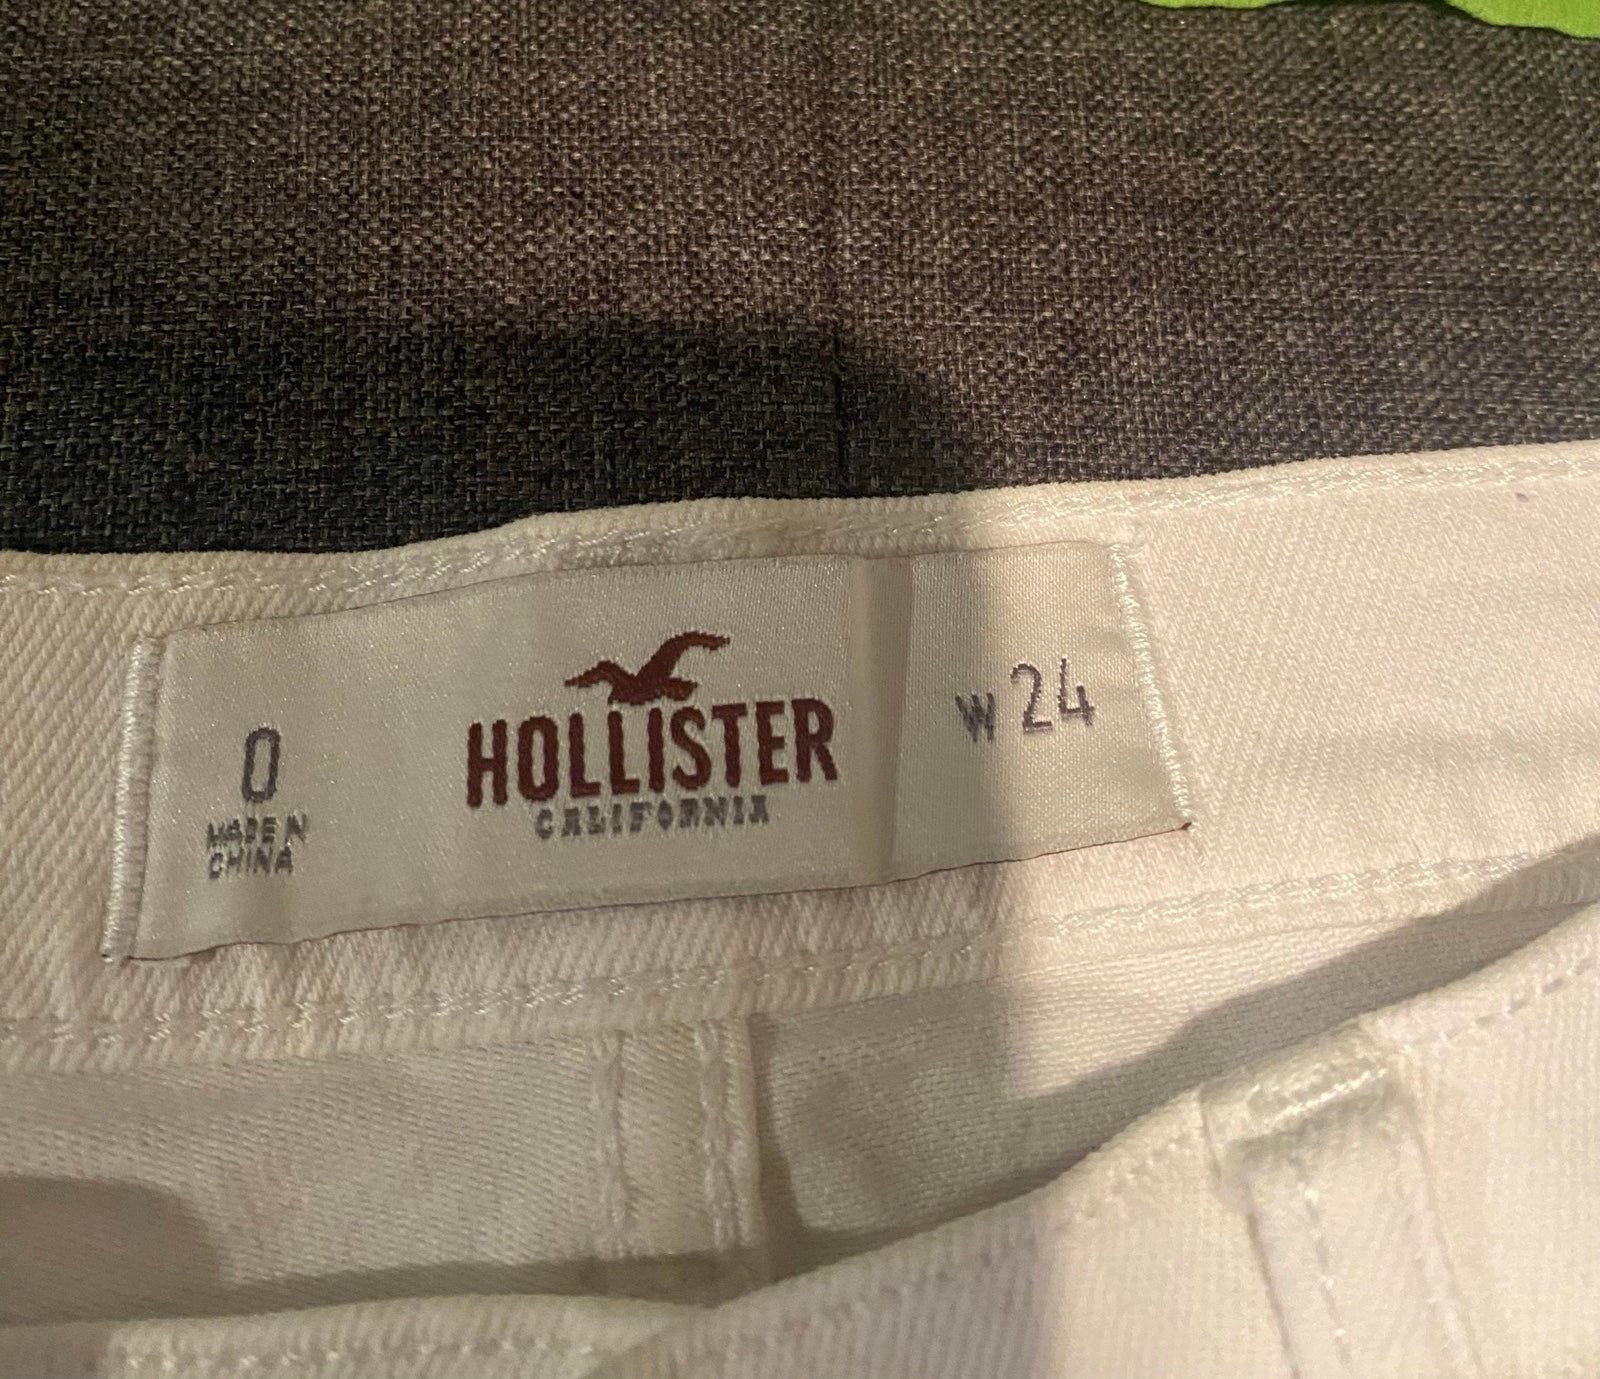 0
MADE IN
CHINA
HOLLISTER
CALIFORNIA
W 24